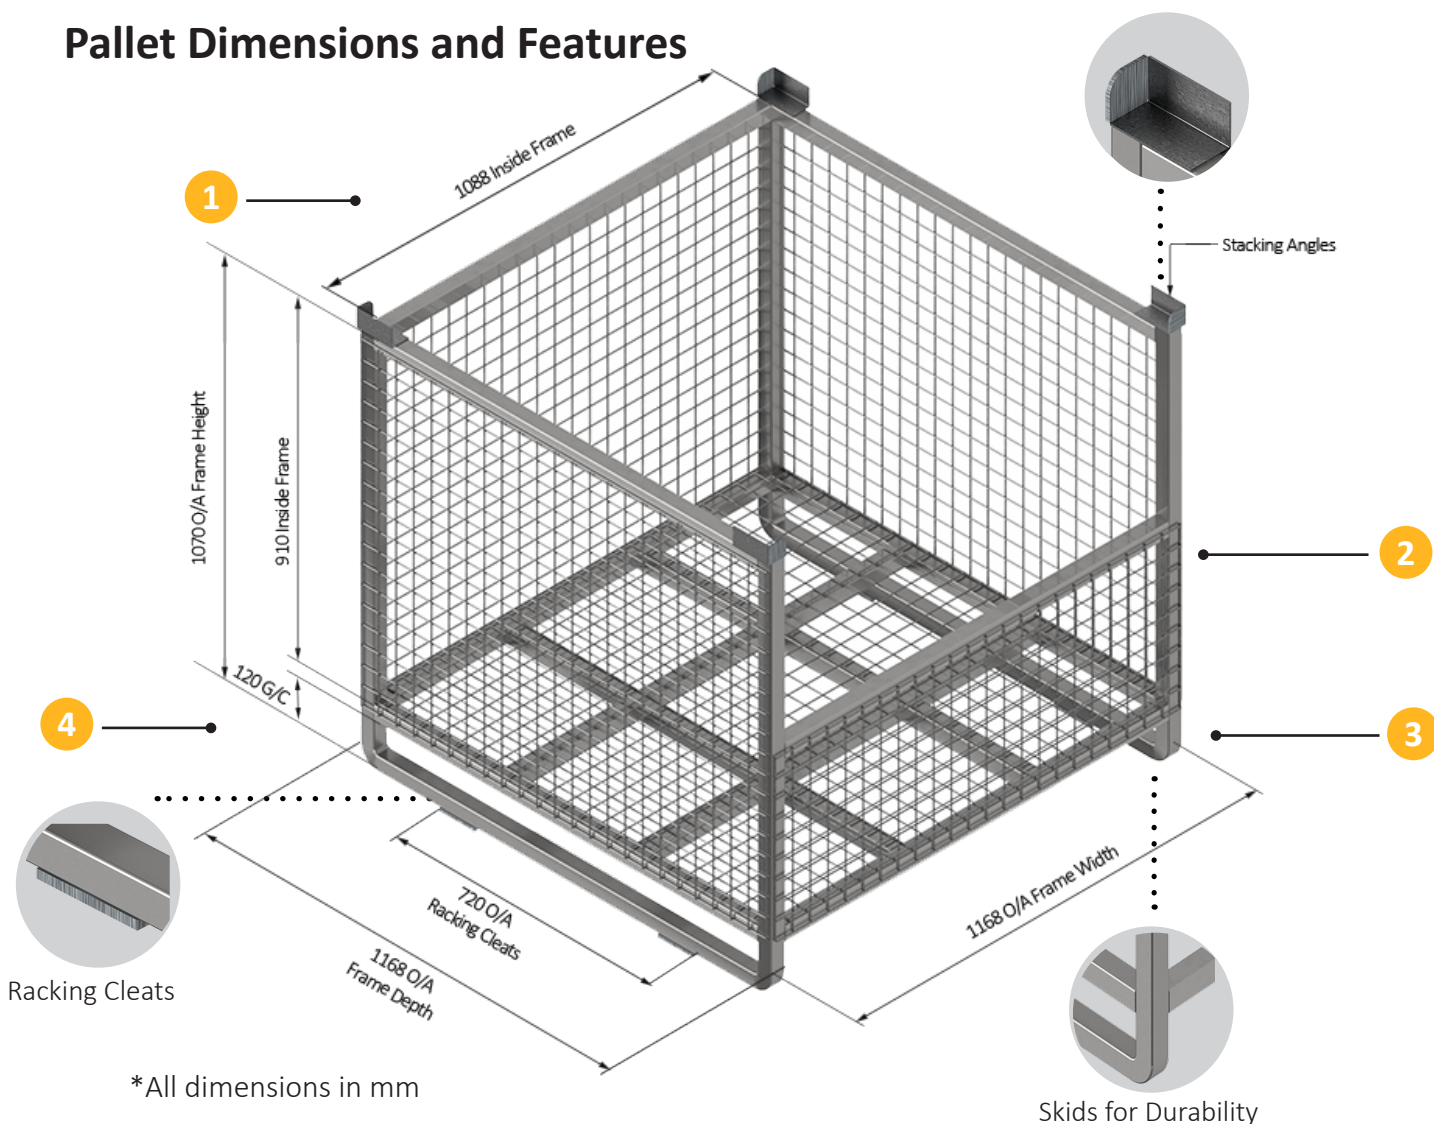 Pallet Dimensions and Features
1088 Inside Frame
1
Stacking Angles
1070 O/A Frame Height
910 Inside Frame
2
120 G/C
4
3
1168 O/A Frame Width
720 O/A
Racking Cleats
1168 O/A
Frame Depth
Racking Cleats
*All dimensions in mm
Skids for Durability